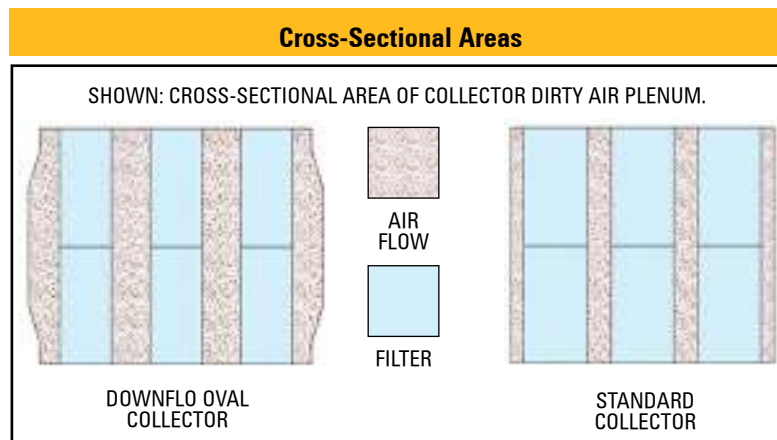 Cross-Sectional Areas
SHOWN: CROSS-SECTIONAL AREA OF COLLECTOR DIRTY AIR PLENUM.
AIR
FLOW
FILTER
DOWNFLO OVAL
COLLECTOR
STANDARD
COLLECTOR